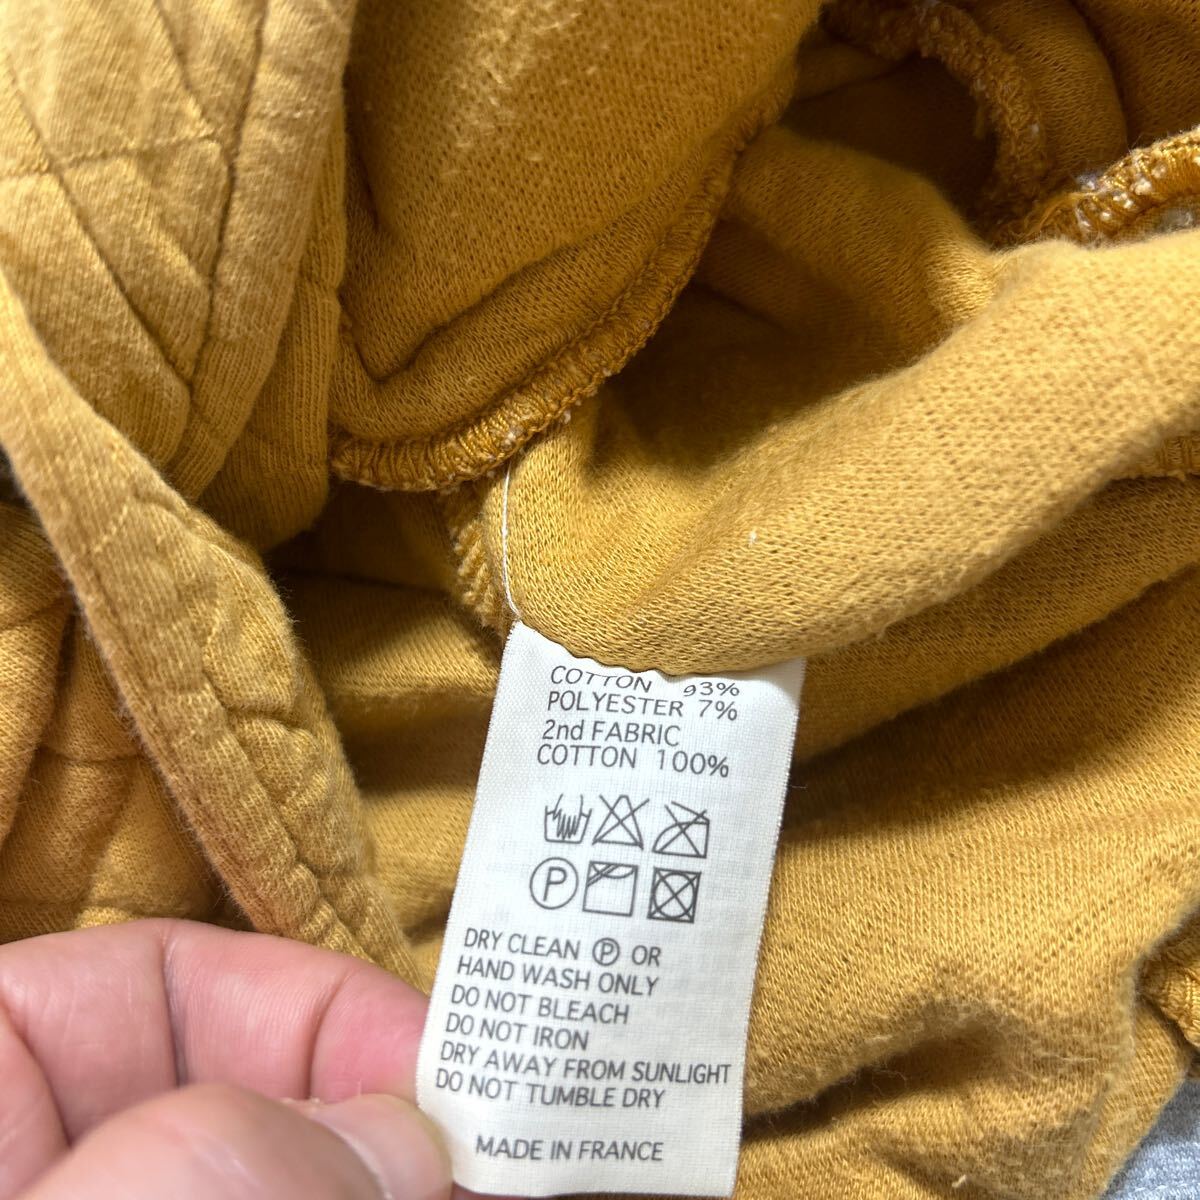 COTTON 93%
POLYESTER 7%
2nd FABRIC
COTTON 100%
P
DRY CLEAN Ⓟ OR
HAND WASH ONLY
DO NOT BLEACH
DO NOT IRON
DRY AWAY FROM SUNLIGHT
DO NOT TUMBLE DRY
MADE IN FRANCE